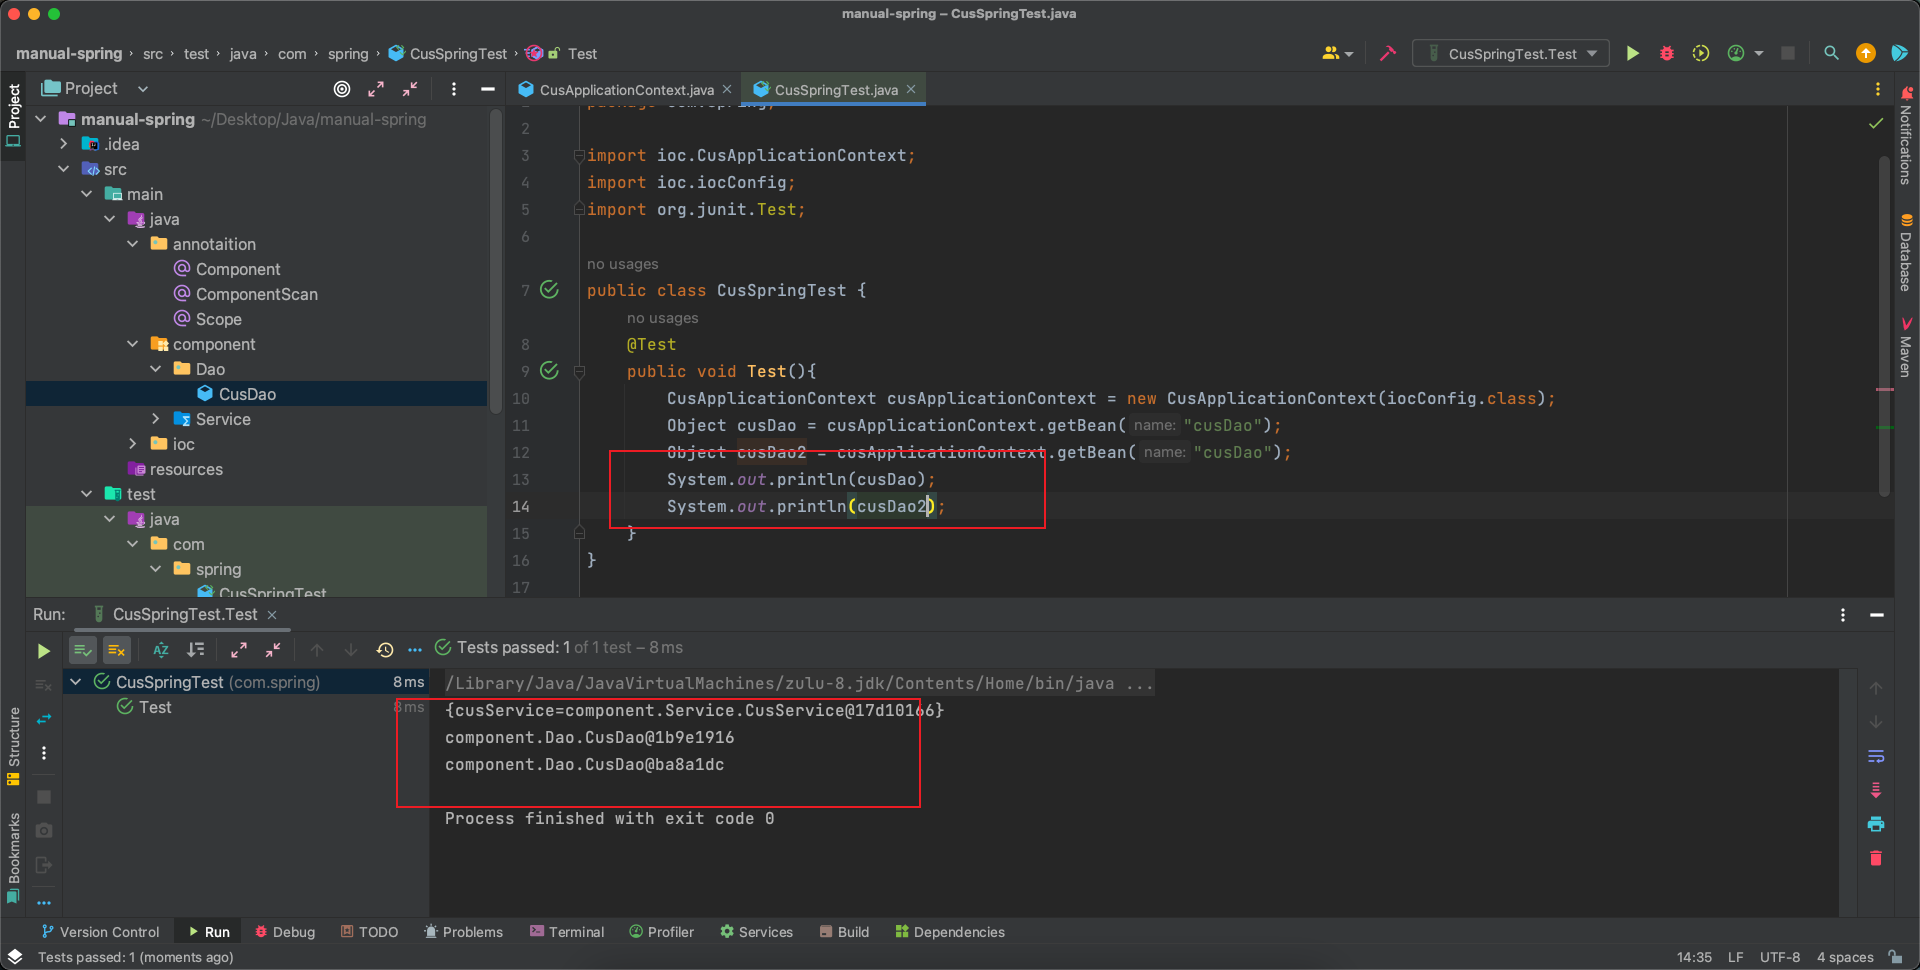 manual-spring – CusSpringTest.java
manual-spring › src › test › java › com › spring › CusSpringTest › Test
CusSpringTest.Test
Project
Project
manual-spring ~/Desktop/Java/manual-spring
.idea
src
main
java
annotaition
Component
ComponentScan
Scope
component
Dao
CusDao
Service
ioc
resources
test
java
com
spring
CusSpringTest
CusApplicationContext.java
CusSpringTest.java
2
3 import ioc.CusApplicationContext;
4 import ioc.iocConfig;
5 import org.junit.Test;
6
no usages
7 public class CusSpringTest {
no usages
8 @Test
9 public void Test(){
10 CusApplicationContext cusApplicationContext = new CusApplicationContext(iocConfig.class);
11 Object cusDao = cusApplicationContext.getBean( name: "cusDao");
12 Object cusDao2 = cusApplicationContext.getBean( name: "cusDao");
13 System.out.println(cusDao);
14 System.out.println(cusDao2);
15 }
16 }
17
Notifications
Database
Maven
Run: CusSpringTest.Test
Tests passed: 1 of 1 test – 8 ms
CusSpringTest (com.spring) 8 ms
Test 8 ms
/Library/Java/JavaVirtualMachines/zulu-8.jdk/Contents/Home/bin/java ...
{cusService=component.Service.CusService@17d10166}
component.Dao.CusDao@1b9e1916
component.Dao.CusDao@ba8a1dc
Process finished with exit code 0
Structure
Bookmarks
Version Control
Run
Debug
TODO
Problems
Terminal
Profiler
Services
Build
Dependencies
Tests passed: 1 (moments ago)
14:35 LF UTF-8 4 spaces